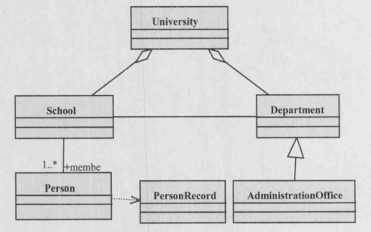 University
School
Department
1..*
+membe
Person
PersonRecord
AdministrationOffice